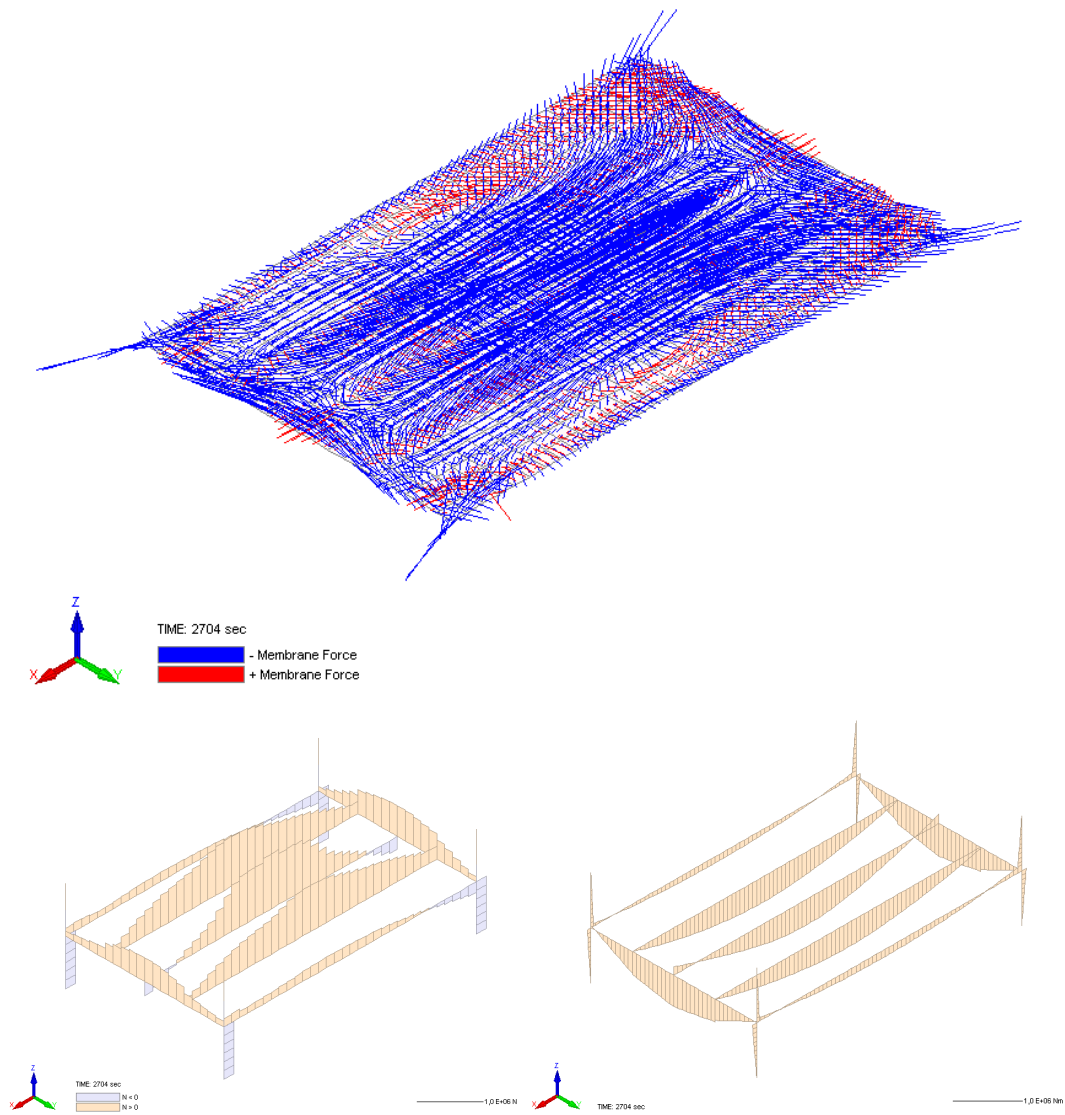 Z
X
Y
TIME: 2704 sec
- Membrane Force
+ Membrane Force
Z
X
Y
TIME: 2704 sec
N < 0
N > 0
1,0 E+06 N
Z
X
Y
TIME: 2704 sec
1,0 E+06 Nm